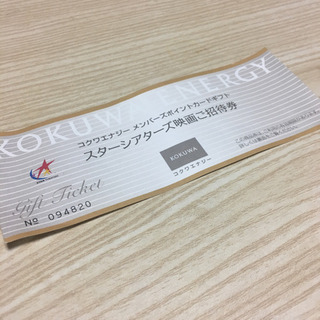 KOKUWA ENERGY
コクワエナジー メンバーズポイントカードギフト
スターシアターズ映画ご招待券
KOKUWA
コクワエナジー
Gift Ticket
No 094820